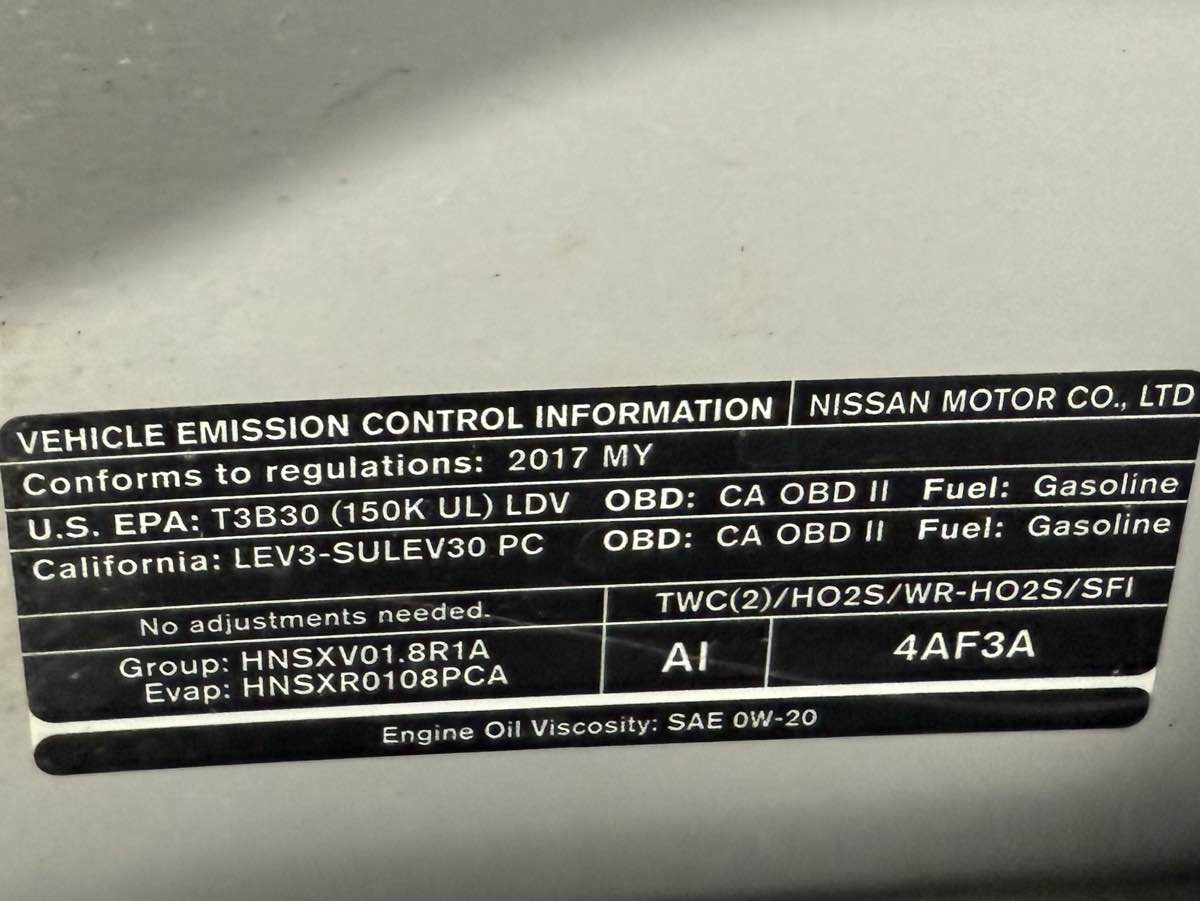 VEHICLE EMISSION CONTROL INFORMATION NISSAN MOTOR CO., LTD
Conforms to regulations: 2017 MY
U.S. EPA: T3B30 (150K UL) LDV OBD: CA OBD II Fuel: Gasoline
California: LEV3-SULEV30 PC OBD: CA OBD II Fuel: Gasoline
No adjustments needed. TWC(2)/HO2S/WR-HO2S/SFI
Group: HNSXV01.8R1A
Evap: HNSXR0108PCA
AI
4AF3A
Engine Oil Viscosity: SAE 0W-20